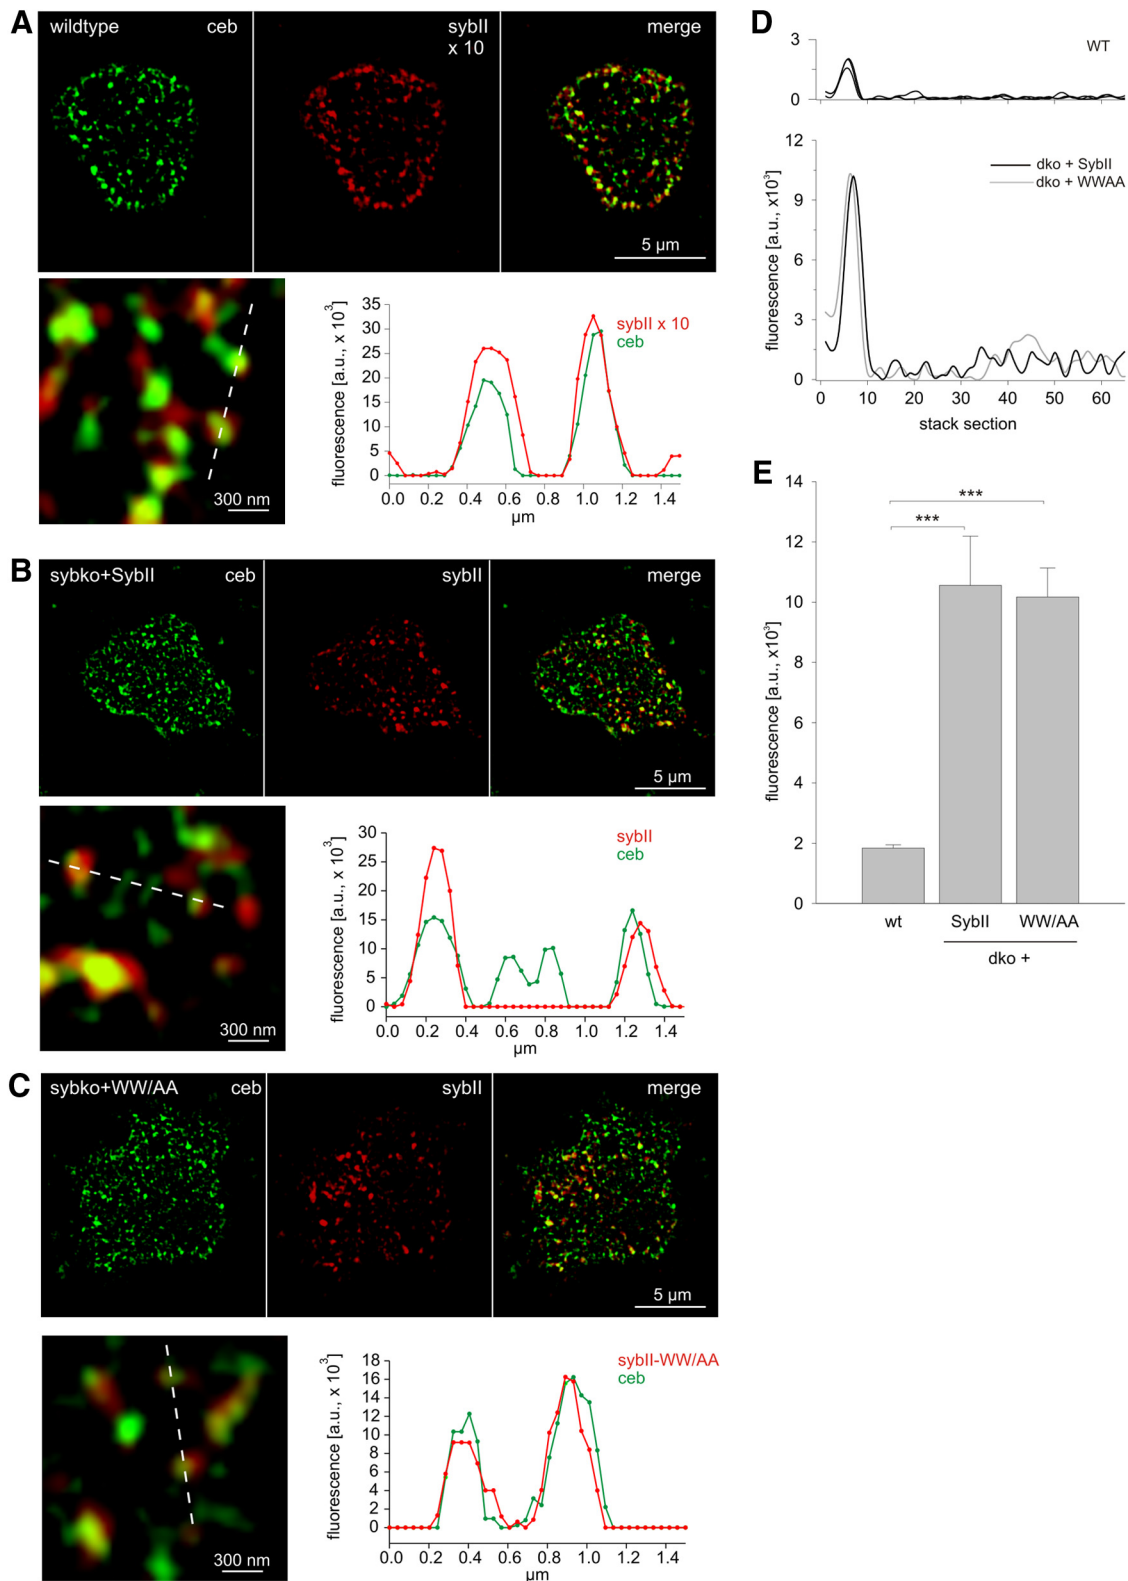 A
wildtype ceb sybII x 10 merge
5 µm
300 nm
fluorescence [a.u., x 10³]
35
30
25
20
15
10
5
0
sybII x 10
ceb
0.0 0.2 0.4 0.6 0.8 1.0 1.2 1.4
µm
B
sybko+SybII ceb sybII merge
5 µm
300 nm
fluorescence [a.u., x 10³]
30
25
20
15
10
5
0
sybII
ceb
0.0 0.2 0.4 0.6 0.8 1.0 1.2 1.4
µm
C
sybko+WW/AA ceb sybII merge
5 µm
300 nm
fluorescence [a.u., x 10³]
18
16
14
12
10
8
6
4
2
0
sybII-WW/AA
ceb
0.0 0.2 0.4 0.6 0.8 1.0 1.2 1.4
µm
D
3
0
WT
12
9
6
3
0
fluorescence [a.u., x10³]
dko + SybII
dko + WWAA
0 10 20 30 40 50 60
stack section
E
14
12
10
8
6
4
2
0
fluorescence [a.u., x10³]
***
***
wt SybII WW/AA
dko +